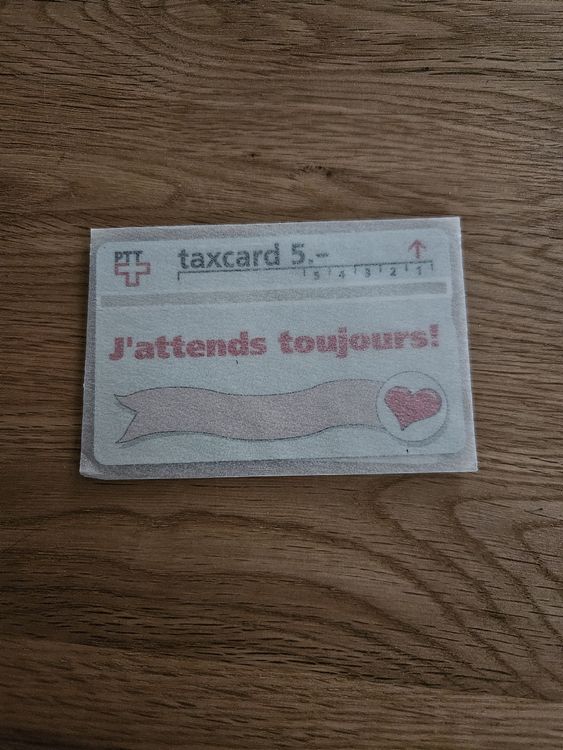 PTT taxcard 5.–
5 4 3 2 1
J'attends toujours!